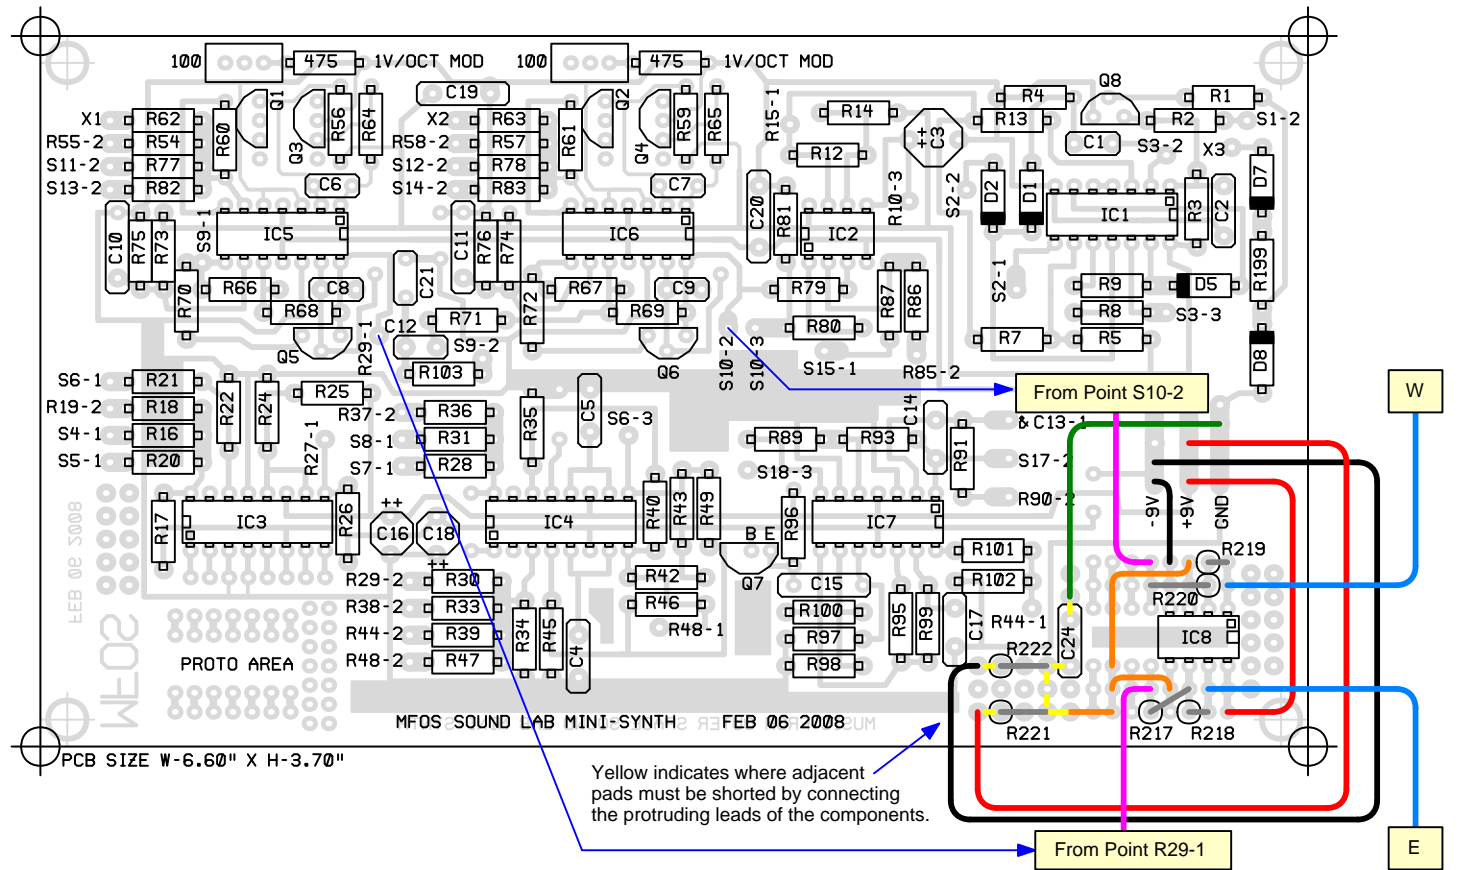 100 475 1V/OCT MOD 100 475 1V/OCT MOD
C19 Q8
Q1 Q2 R15-1 R4 R1
X1 R62 R60 R56 R64 X2 R63 R61 R59 R65 R14 C3 R13 R2 S1-2
R55-2 R54 R58-2 R57 C1 S3-2 X3
Q3 Q4 R12
S11-2 R77 S12-2 R78
S13-2 R82 C6 S14-2 R83 C7 R10-3 S2-2 D2 D1 R3 C2 D7
C10 R75 R73 S9-1 IC5 C11 R76 R74 IC6 C20 R81 IC2 IC1
R70 R66 C8 C21 R72 R67 C9 R79 R87 R86 S2-1 R9 D5 R199
R68 R71 R69 R80 R8 S3-3
Q5 R29-1 C12 S9-2 Q6 S10-2 S10-3 S15-1 R7 R5 D8
R103 R85-2
S6-1 R21 R22 R24 R25 R35 C5 From Point S10-2 W
R19-2 R18 R37-2 R36 S6-3 C14 & C13-1
S4-1 R16 R27-1 S8-1 R31 R89 R93 R91
S5-1 R20 S7-1 R28 S18-3 S17-2
R40 R43 R49 R90-2 -9V +9V GND
R17 IC3 R26 ++ C16 C18 IC4 R96 IC7
++ B E Q7 R101 R219
FEB 06 2008 R29-2 R30 R42 C15 R102 R220
R38-2 R33 R46 R100 R44-1
R44-2 R39 R34 R45 R48-1 R97 R95 R99 C17 C24 IC8
MFOS PROTO AREA R48-2 R47 C4 R98 R222
MFOS SOUND LAB MINI-SYNTH FEB 06 2008
R221 R217 R218
PCB SIZE W-6.60" X H-3.70"
Yellow indicates where adjacent
pads must be shorted by connecting
the protruding leads of the components.
From Point R29-1 E